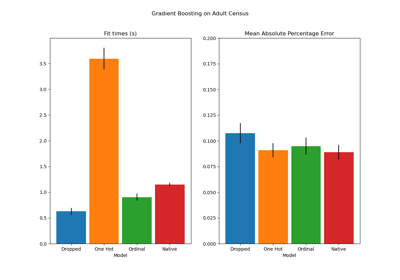 Gradient Boosting on Adult Census
Fit times (s)
3.5
3.0
2.5
2.0
1.5
1.0
0.5
0.0
Dropped One Hot Ordinal Native
Model
Mean Absolute Percentage Error
0.200
0.175
0.150
0.125
0.100
0.075
0.050
0.025
0.000
Dropped One Hot Ordinal Native
Model